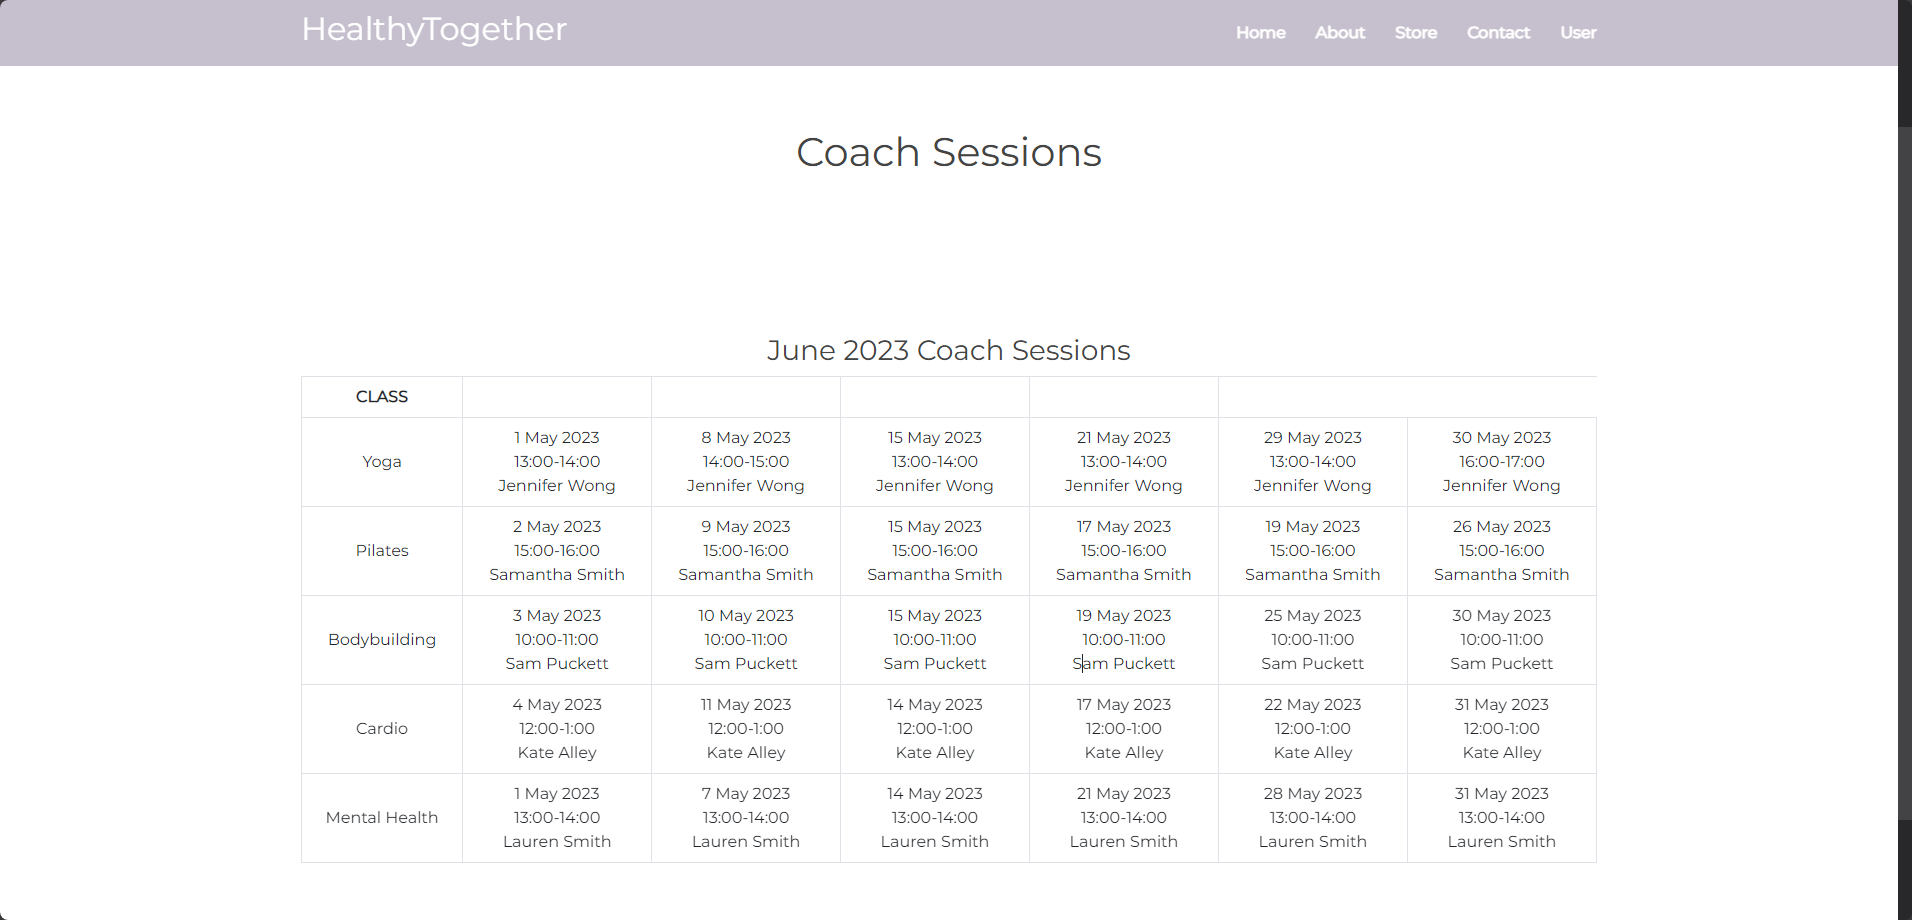 HealthyTogether
Home About Store Contact User
Coach Sessions
June 2023 Coach Sessions
CLASS
Yoga
1 May 2023
13:00-14:00
Jennifer Wong
8 May 2023
14:00-15:00
Jennifer Wong
15 May 2023
13:00-14:00
Jennifer Wong
21 May 2023
13:00-14:00
Jennifer Wong
29 May 2023
13:00-14:00
Jennifer Wong
30 May 2023
16:00-17:00
Jennifer Wong
Pilates
2 May 2023
15:00-16:00
Samantha Smith
9 May 2023
15:00-16:00
Samantha Smith
15 May 2023
15:00-16:00
Samantha Smith
17 May 2023
15:00-16:00
Samantha Smith
19 May 2023
15:00-16:00
Samantha Smith
26 May 2023
15:00-16:00
Samantha Smith
Bodybuilding
3 May 2023
10:00-11:00
Sam Puckett
10 May 2023
10:00-11:00
Sam Puckett
15 May 2023
10:00-11:00
Sam Puckett
19 May 2023
10:00-11:00
Sam Puckett
25 May 2023
10:00-11:00
Sam Puckett
30 May 2023
10:00-11:00
Sam Puckett
Cardio
4 May 2023
12:00-1:00
Kate Alley
11 May 2023
12:00-1:00
Kate Alley
14 May 2023
12:00-1:00
Kate Alley
17 May 2023
12:00-1:00
Kate Alley
22 May 2023
12:00-1:00
Kate Alley
31 May 2023
12:00-1:00
Kate Alley
Mental Health
1 May 2023
13:00-14:00
Lauren Smith
7 May 2023
13:00-14:00
Lauren Smith
14 May 2023
13:00-14:00
Lauren Smith
21 May 2023
13:00-14:00
Lauren Smith
28 May 2023
13:00-14:00
Lauren Smith
31 May 2023
13:00-14:00
Lauren Smith